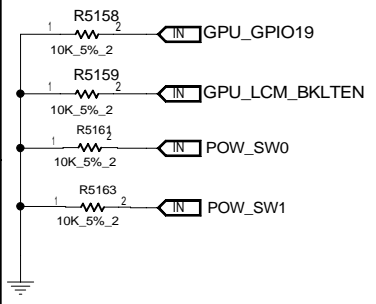 R5158
1 2 IN GPU_GPIO19
10K_5%_2
R5159
1 2 IN GPU_LCM_BKLTEN
10K_5%_2
R5161
1 2 IN POW_SW0
10K_5%_2
R5163
1 2 IN POW_SW1
10K_5%_2